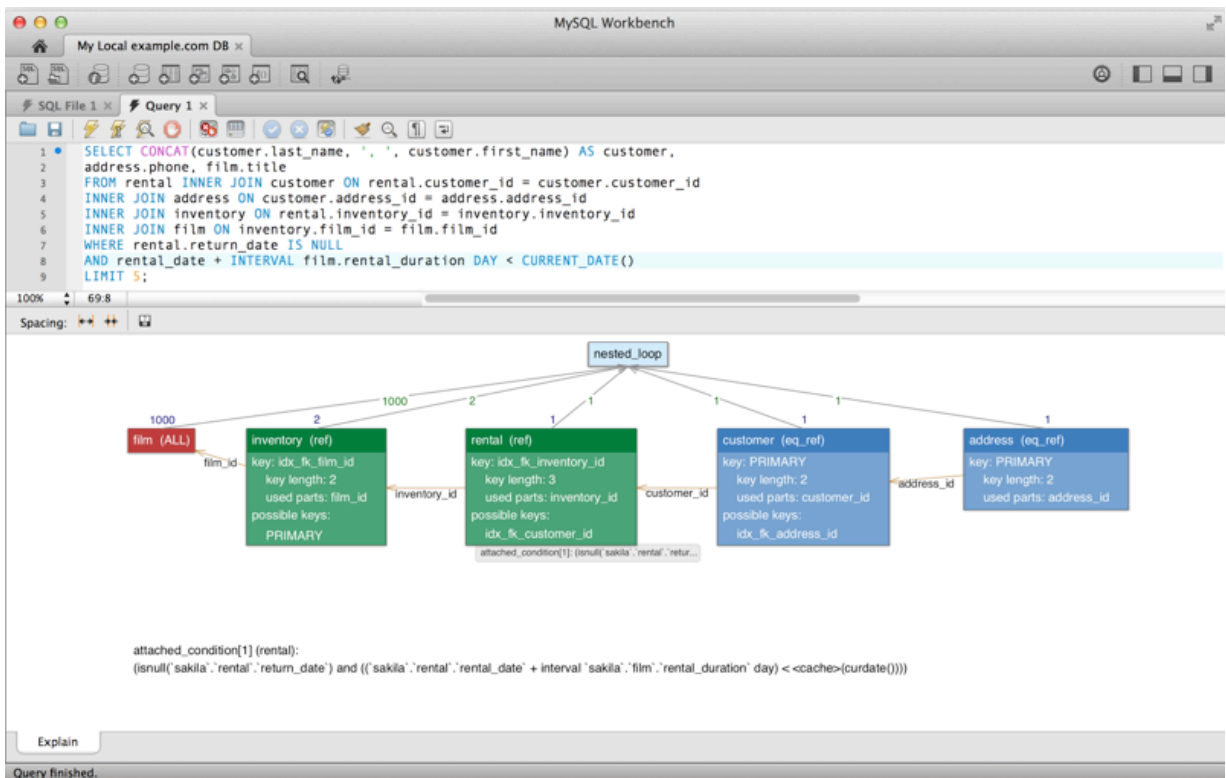 MySQL Workbench
My Local example.com DB ×
SQL File 1 × Query 1 ×
1 SELECT CONCAT(customer.last_name, ', ', customer.first_name) AS customer,
2 address.phone, film.title
3 FROM rental INNER JOIN customer ON rental.customer_id = customer.customer_id
4 INNER JOIN address ON customer.address_id = address.address_id
5 INNER JOIN inventory ON rental.inventory_id = inventory.inventory_id
6 INNER JOIN film ON inventory.film_id = film.film_id
7 WHERE rental.return_date IS NULL
8 AND rental_date + INTERVAL film.rental_duration DAY < CURRENT_DATE()
9 LIMIT 5;
100% 69:8
Spacing:
nested_loop
1000 2 1 1 1
1000 2 1 1 1
film (ALL)
film_id
inventory (ref)
key: idx_fk_film_id
key length: 2
used parts: film_id
possible keys:
PRIMARY
inventory_id
rental (ref)
key: idx_fk_inventory_id
key length: 3
used parts: inventory_id
possible keys:
idx_fk_customer_id
attached_condition[1]: (isnull(`sakila`.`rental`.`retur...
customer_id
customer (eq_ref)
key: PRIMARY
key length: 2
used parts: customer_id
possible keys:
idx_fk_address_id
address_id
address (eq_ref)
key: PRIMARY
key length: 2
used parts: address_id
attached_condition[1] (rental):
(isnull(`sakila`.`rental`.`return_date`) and ((`sakila`.`rental`.`rental_date` + interval `sakila`.`film`.`rental_duration` day) < <cache>(curdate())))
Explain
Query finished.